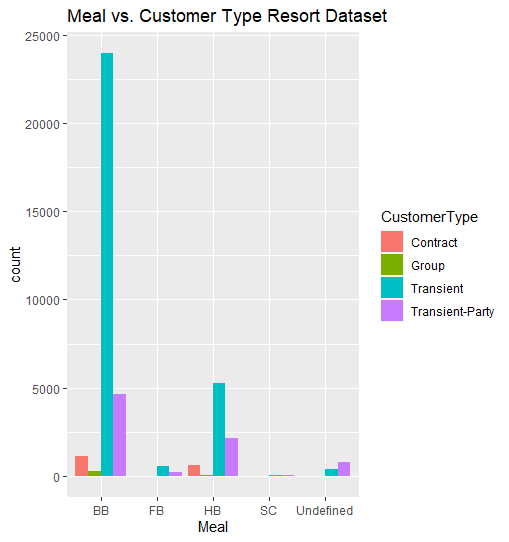 Meal vs. Customer Type Resort Dataset
25000
20000
15000
10000
5000
0
count
BB FB HB SC Undefined
Meal
CustomerType
Contract
Group
Transient
Transient-Party